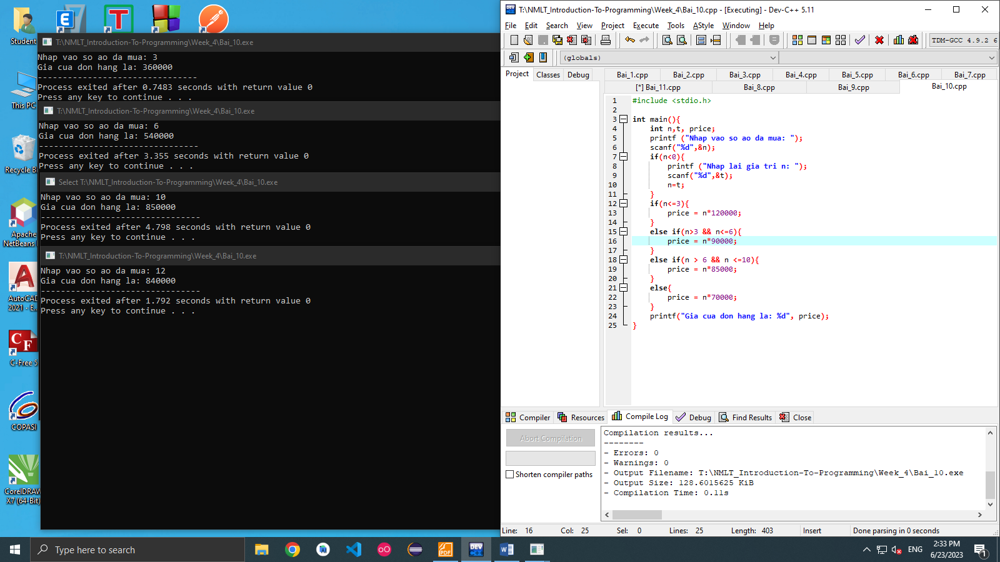 Student
This PC
Recycle Bi
Apache
NetBeans
AutoCAD
2021 - E..
C-Free 5
COPASI
CorelDRAW
X7 (64-Bit)
T:\NMLT_Introduction-To-Programming\Week_4\Bai_10.exe
Nhap vao so ao da mua: 3
Gia cua don hang la: 360000
--------------------------------
Process exited after 0.7483 seconds with return value 0
Press any key to continue . . .
T:\NMLT_Introduction-To-Programming\Week_4\Bai_10.exe
Nhap vao so ao da mua: 6
Gia cua don hang la: 540000
--------------------------------
Process exited after 3.355 seconds with return value 0
Press any key to continue . . .
Select T:\NMLT_Introduction-To-Programming\Week_4\Bai_10.exe
Nhap vao so ao da mua: 10
Gia cua don hang la: 850000
--------------------------------
Process exited after 4.798 seconds with return value 0
Press any key to continue . . .
T:\NMLT_Introduction-To-Programming\Week_4\Bai_10.exe
Nhap vao so ao da mua: 12
Gia cua don hang la: 840000
--------------------------------
Process exited after 1.792 seconds with return value 0
Press any key to continue . . .
T:\NMLT_Introduction-To-Programming\Week_4\Bai_10.cpp - [Executing] - Dev-C++ 5.11
File Edit Search View Project Execute Tools AStyle Window Help
TDM-GCC 4.9.2 6
(globals)
Project Classes Debug
Bai_1.cpp Bai_2.cpp Bai_3.cpp Bai_4.cpp Bai_5.cpp Bai_6.cpp Bai_7.cpp
[*] Bai_11.cpp Bai_8.cpp Bai_9.cpp Bai_10.cpp
1 #include <stdio.h>
2
3 int main(){
4 int n,t, price;
5 printf ("Nhap vao so ao da mua: ");
6 scanf("%d",&n);
7 if(n<0){
8 printf ("Nhap lai gia tri n: ");
9 scanf("%d",&t);
10 n=t;
11 }
12 if(n<=3){
13 price = n*120000;
14 }
15 else if(n>3 && n<=6){
16 price = n*90000;
17 }
18 else if(n > 6 && n <=10){
19 price = n*85000;
20 }
21 else{
22 price = n*70000;
23 }
24 printf("Gia cua don hang la: %d", price);
25 }
Compiler Resources Compile Log Debug Find Results Close
Abort Compilation
Shorten compiler paths
Compilation results...
--------
- Errors: 0
- Warnings: 0
- Output Filename: T:\NMLT_Introduction-To-Programming\Week_4\Bai_10.exe
- Output Size: 128.6015625 KiB
- Compilation Time: 0.11s
Line: 16 Col: 25 Sel: 0 Lines: 25 Length: 403 Insert Done parsing in 0 seconds
Type here to search
PDF
DEV
ENG
2:33 PM
6/23/2023
1